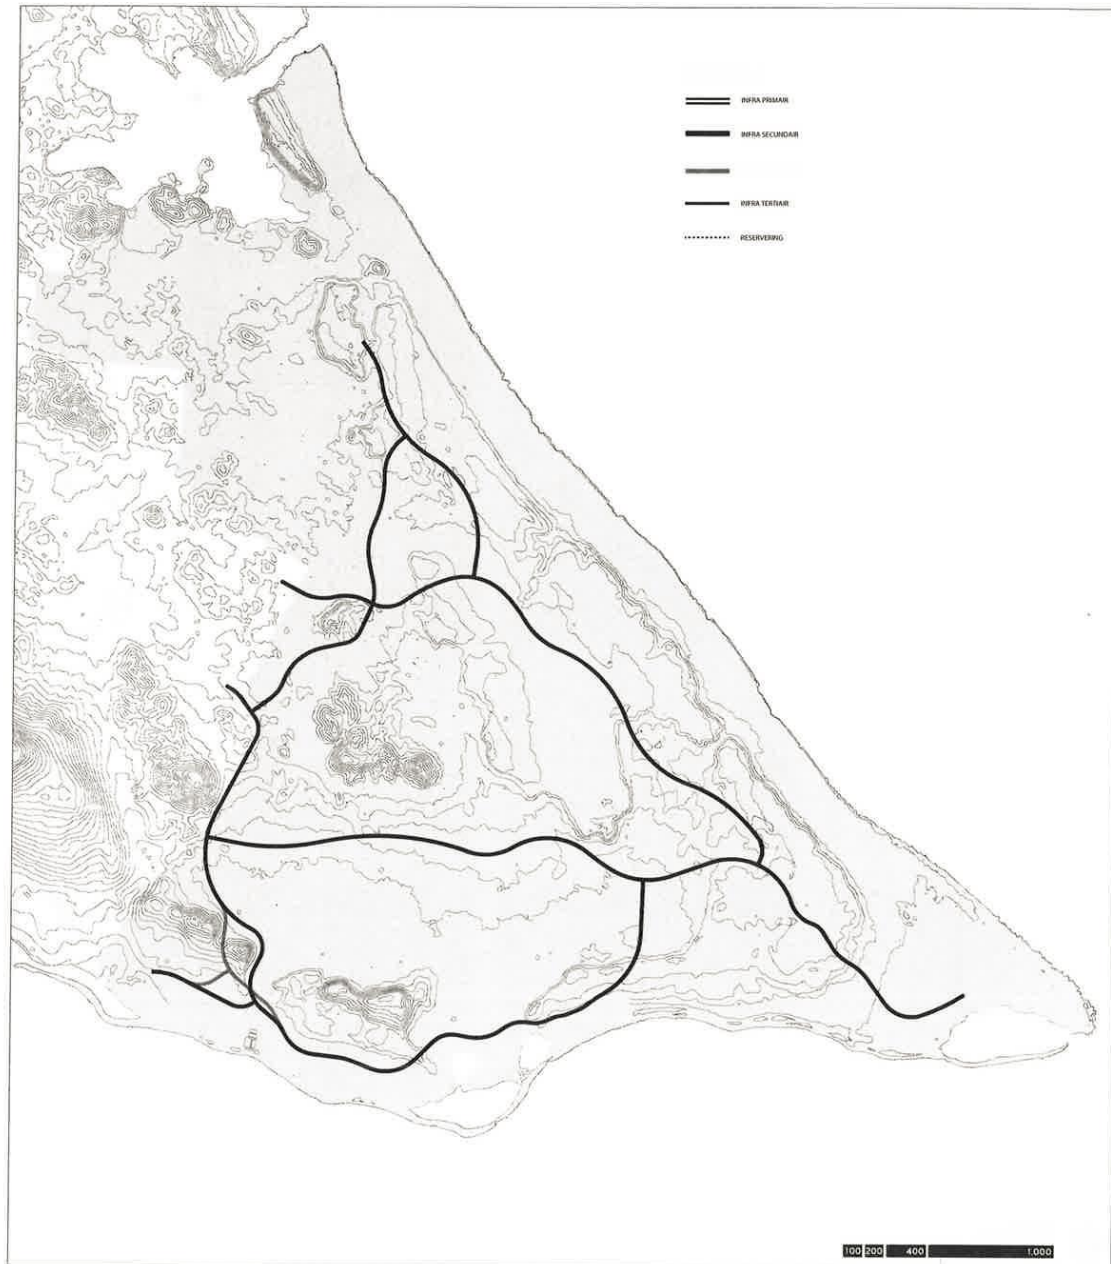 INFRA PRIMAIR
INFRA SECUNDAIR
INFRA TERTIAIR
RESERVERING
100 200 400 1.000